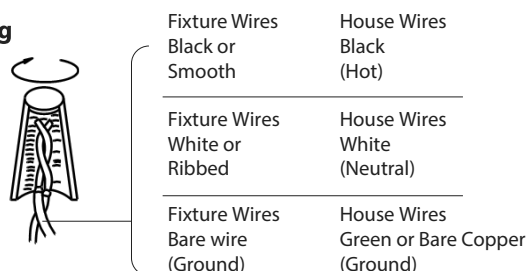 g
Fixture Wires House Wires
Black or Black
Smooth (Hot)
Fixture Wires House Wires
White or White
Ribbed (Neutral)
Fixture Wires House Wires
Bare wire Green or Bare Copper
(Ground) (Ground)